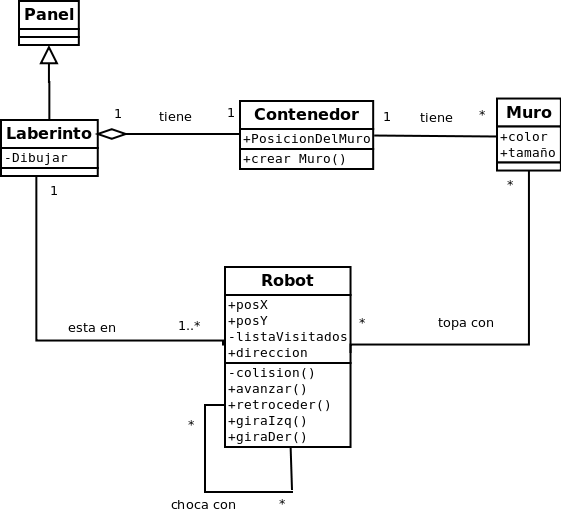 Panel
Laberinto
-Dibujar
1
tiene
1
Contenedor
+PosicionDelMuro
+crear Muro()
1
tiene
*
Muro
+color
+tamaño
*
1
esta en
1..*
Robot
+posX
+posY
-listaVisitados
+direccion
-colision()
+avanzar()
+retroceder()
+giraIzq()
+giraDer()
*
topa con
*
choca con
*